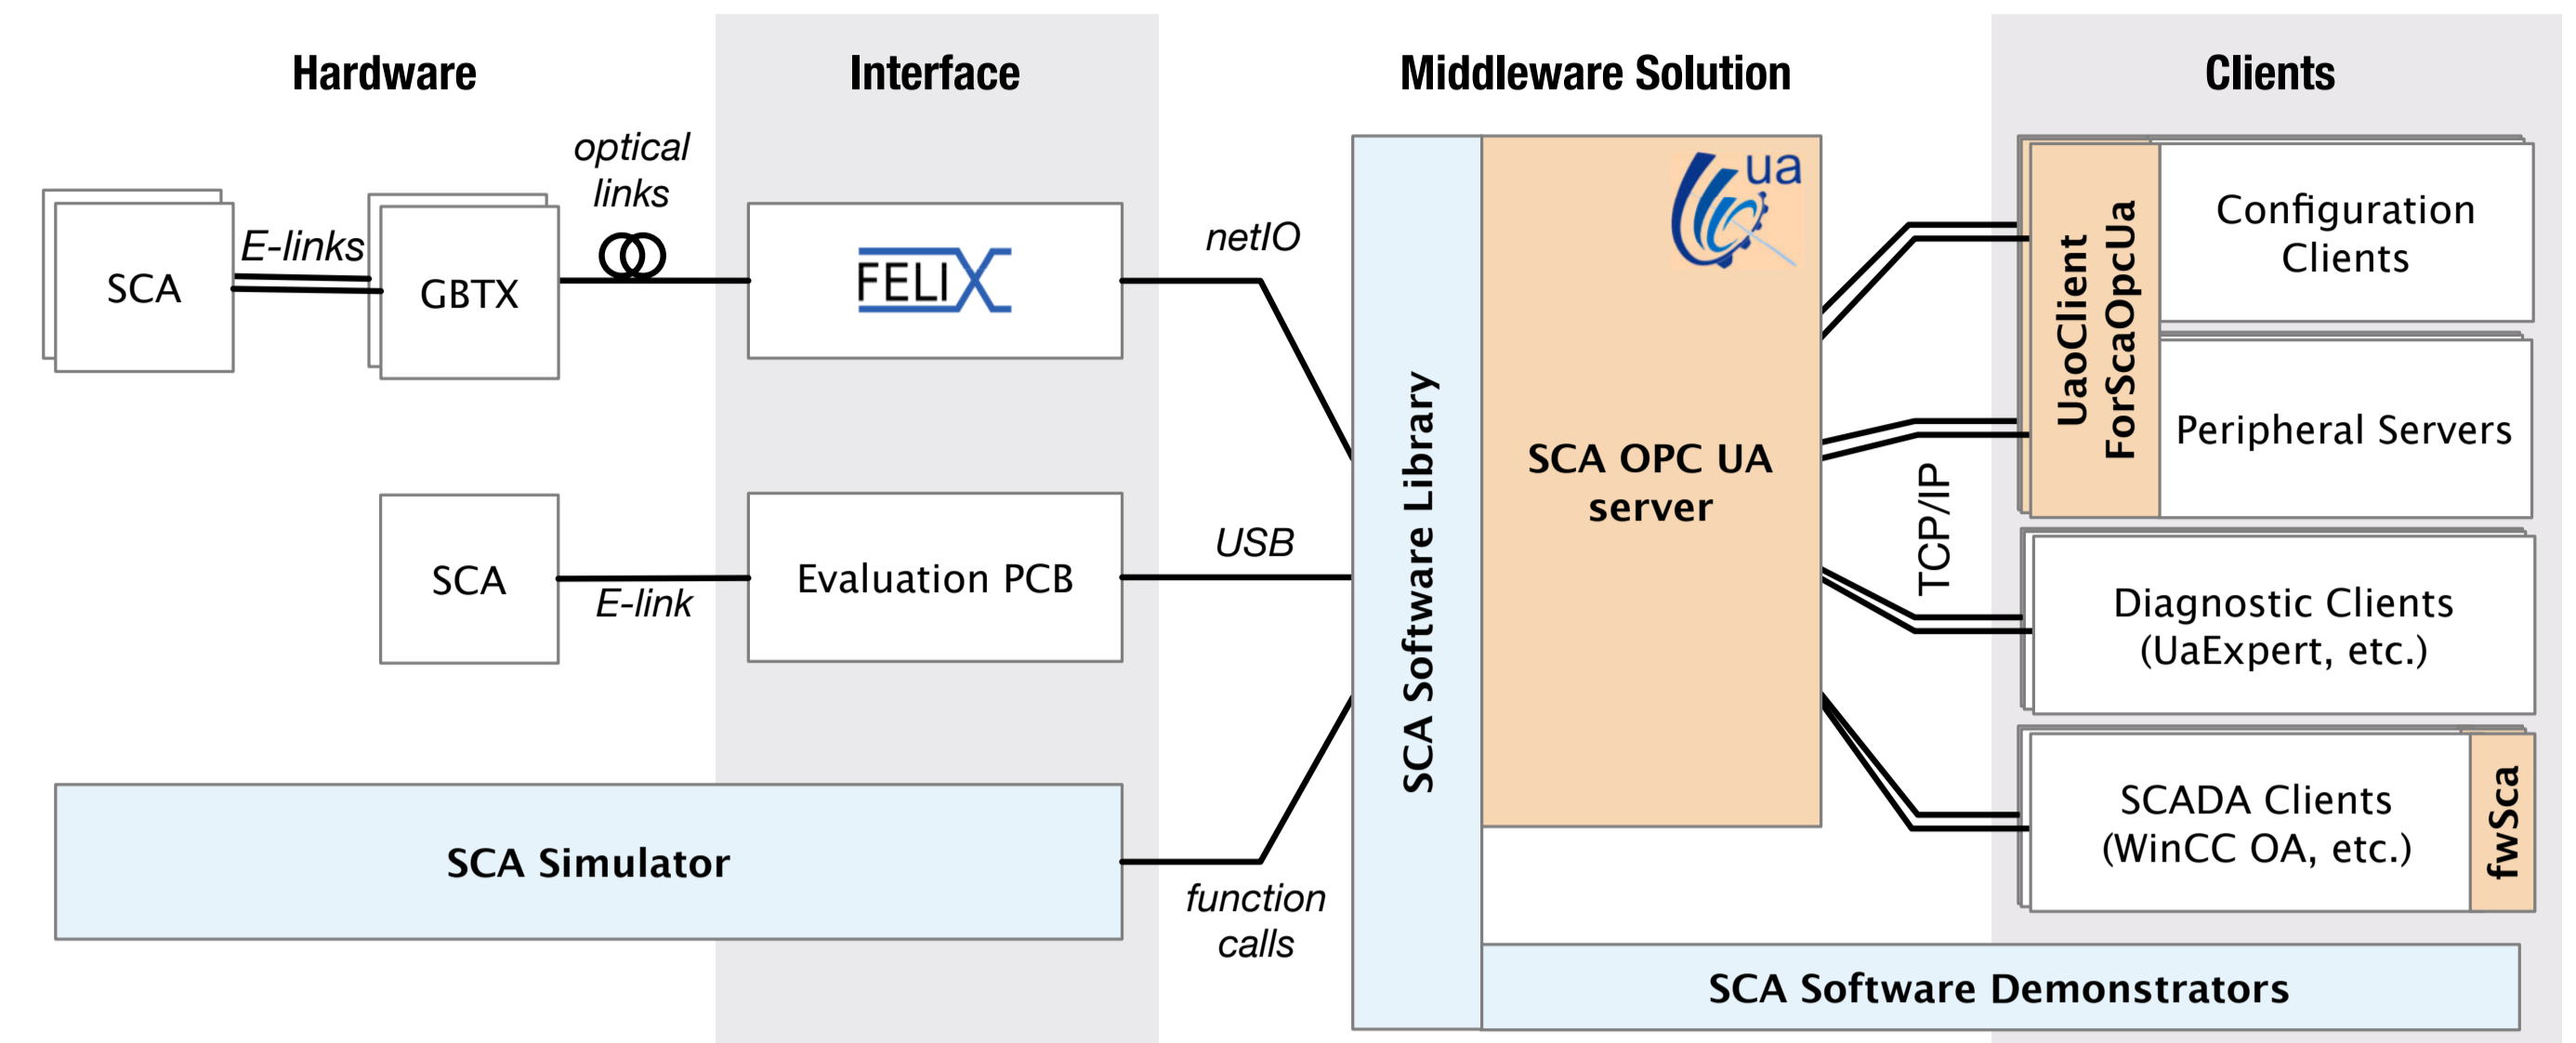 Hardware
Interface
Middleware Solution
Clients
optical
links
E-links
SCA
GBTX
FELIX
netIO
SCA
E-link
Evaluation PCB
USB
SCA Simulator
function
calls
SCA Software Library
ua
SCA OPC UA
server
TCP/IP
UaoClient
ForScaOpcUa
Configuration
Clients
Peripheral Servers
Diagnostic Clients
(UaExpert, etc.)
SCADA Clients
(WinCC OA, etc.)
fwSca
SCA Software Demonstrators